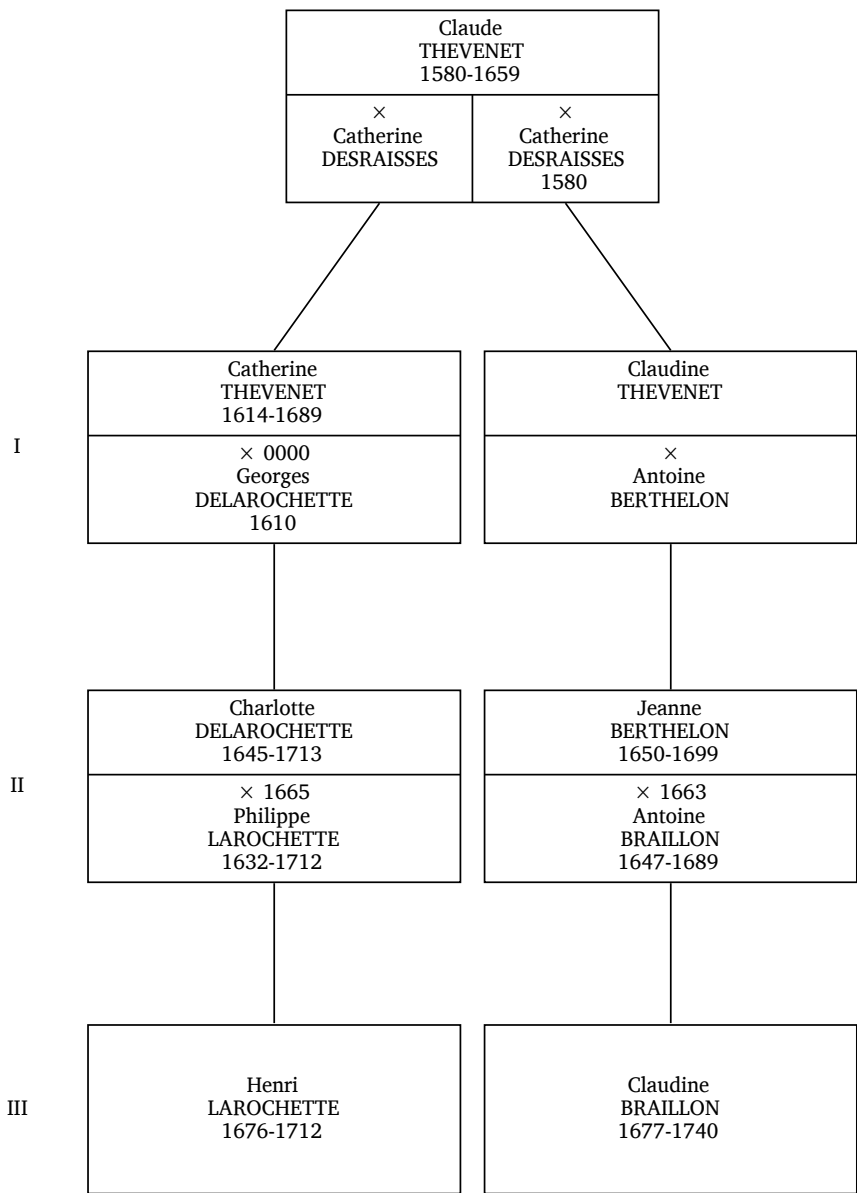 Claude
THEVENET
1580-1659
×
Catherine
DESRAISSES
×
Catherine
DESRAISSES
1580
I
Catherine
THEVENET
1614-1689
× 0000
Georges
DELAROCHETTE
1610
Claudine
THEVENET
×
Antoine
BERTHELON
II
Charlotte
DELAROCHETTE
1645-1713
× 1665
Philippe
LAROCHETTE
1632-1712
Jeanne
BERTHELON
1650-1699
× 1663
Antoine
BRAILLON
1647-1689
III
Henri
LAROCHETTE
1676-1712
Claudine
BRAILLON
1677-1740